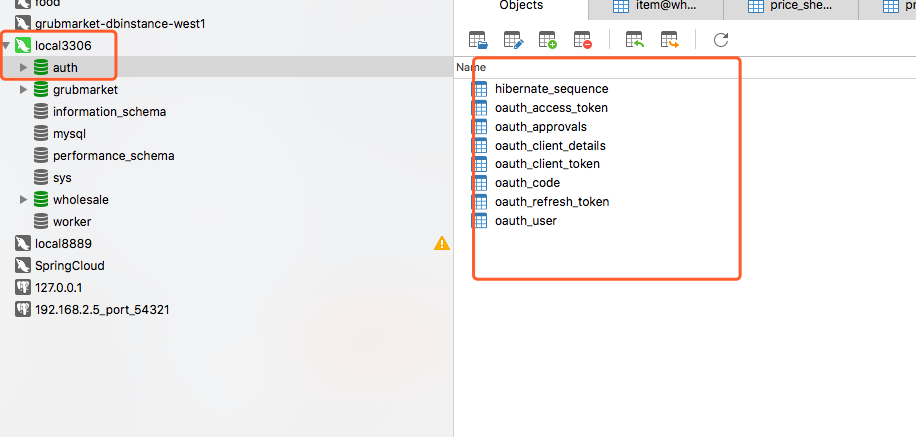 food
grubmarket-dbinstance-west1
local3306
auth
grubmarket
information_schema
mysql
performance_schema
sys
wholesale
worker
local8889
SpringCloud
127.0.0.1
192.168.2.5_port_54321
Objects
item@wh...
price_she...
pr
Name
hibernate_sequence
oauth_access_token
oauth_approvals
oauth_client_details
oauth_client_token
oauth_code
oauth_refresh_token
oauth_user